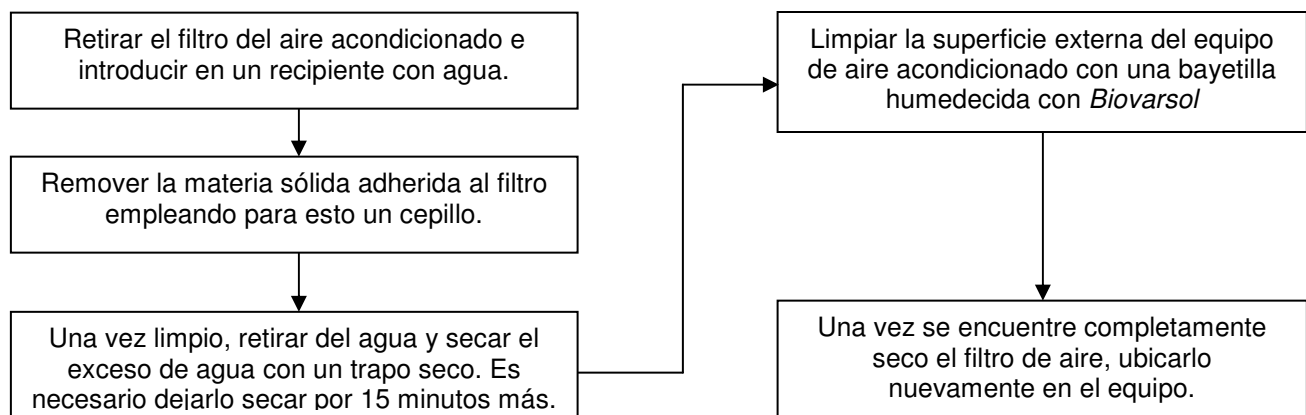 Retirar el filtro del aire acondicionado e
introducir en un recipiente con agua.
Remover la materia sólida adherida al filtro
empleando para esto un cepillo.
Una vez limpio, retirar del agua y secar el
exceso de agua con un trapo seco. Es
necesario dejarlo secar por 15 minutos más.
Limpiar la superficie externa del equipo
de aire acondicionado con una bayetilla
humedecida con Biovarsol
Una vez se encuentre completamente
seco el filtro de aire, ubicarlo
nuevamente en el equipo.